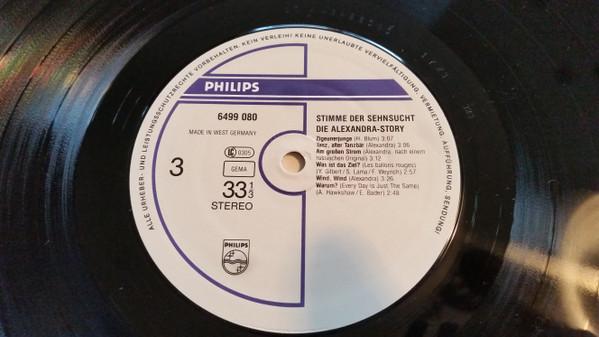 ALLE URHEBER- UND LEISTUNGSSCHUTZRECHTE VORBEHALTEN. KEIN VERLEIH! KEINE UNERLAUBTE VERVIELFÄLTIGUNG, VERMIETUNG, AUFFÜHRUNG, SENDUNG!
PHILIPS
6499 080
MADE IN WEST GERMANY
3
0305
GEMA
33 1/3
STEREO
PHILIPS
STIMME DER SEHNSUCHT
DIE ALEXANDRA-STORY
Zigeunerjunge (H. Blum) 3:07
Tanz, alter Tanzbär (Alexandra) 3:06
Am großen Strom (Alexandra, nach einem
russischen Original) 3:12
Was ist das Ziel? (Les ballons rouges)
(Y. Gilbert / S. Lama / F. Weyrich) 2:57
Wind, Wind (Alexandra) 3:26
Warum? (Every Day Is Just The Same)
(A. Hawkshaw / E. Bader) 2:48